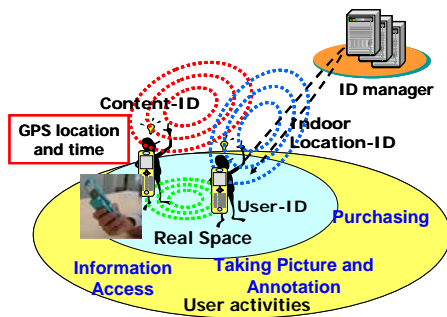 ID manager
Content-ID
GPS location
and time
Indoor
Location-ID
User-ID
Purchasing
Real Space
Information
Access
Taking Picture and
Annotation
User activities